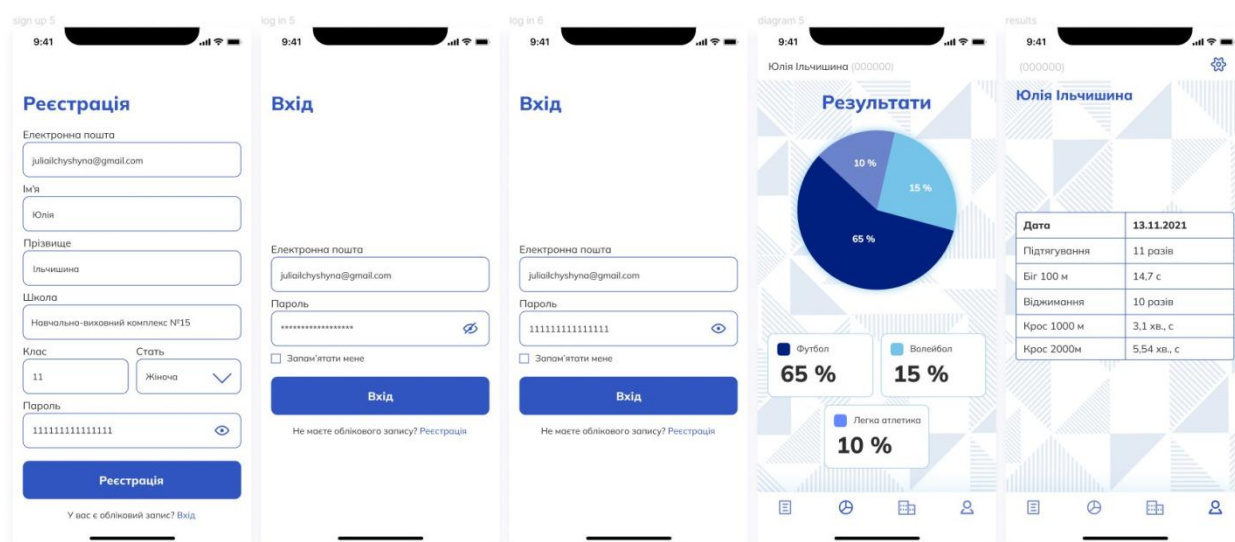 sign up 5
9:41
Реєстрація
Електронна пошта
juliailchyshyna@gmail.com
Ім'я
Юлія
Прізвище
Ільчишина
Школа
Навчально-виховний комплекс №15
Клас Стать
11 Жіноча
Пароль
111111111111111
Реєстрація
У вас є обліковий запис? Вхід
log in 5
9:41
Вхід
Електронна пошта
juliailchyshyna@gmail.com
Пароль
******************
Запам'ятати мене
Вхід
Не маєте облікового запису? Реєстрація
log in 6
9:41
Вхід
Електронна пошта
juliailchyshyna@gmail.com
Пароль
111111111111111
Запам'ятати мене
Вхід
Не маєте облікового запису? Реєстрація
diagram 5
9:41
Юлія Ільчишина (000000)
Результати
10 %
15 %
65 %
Футбол
65 %
Волейбол
15 %
Легка атлетика
10 %
results
9:41
(000000)
Юлія Ільчишина
Дата 13.11.2021
Підтягування 11 разів
Біг 100 м 14,7 с
Віджимання 10 разів
Крос 1000 м 3,1 хв., с
Крос 2000м 5,54 хв., с